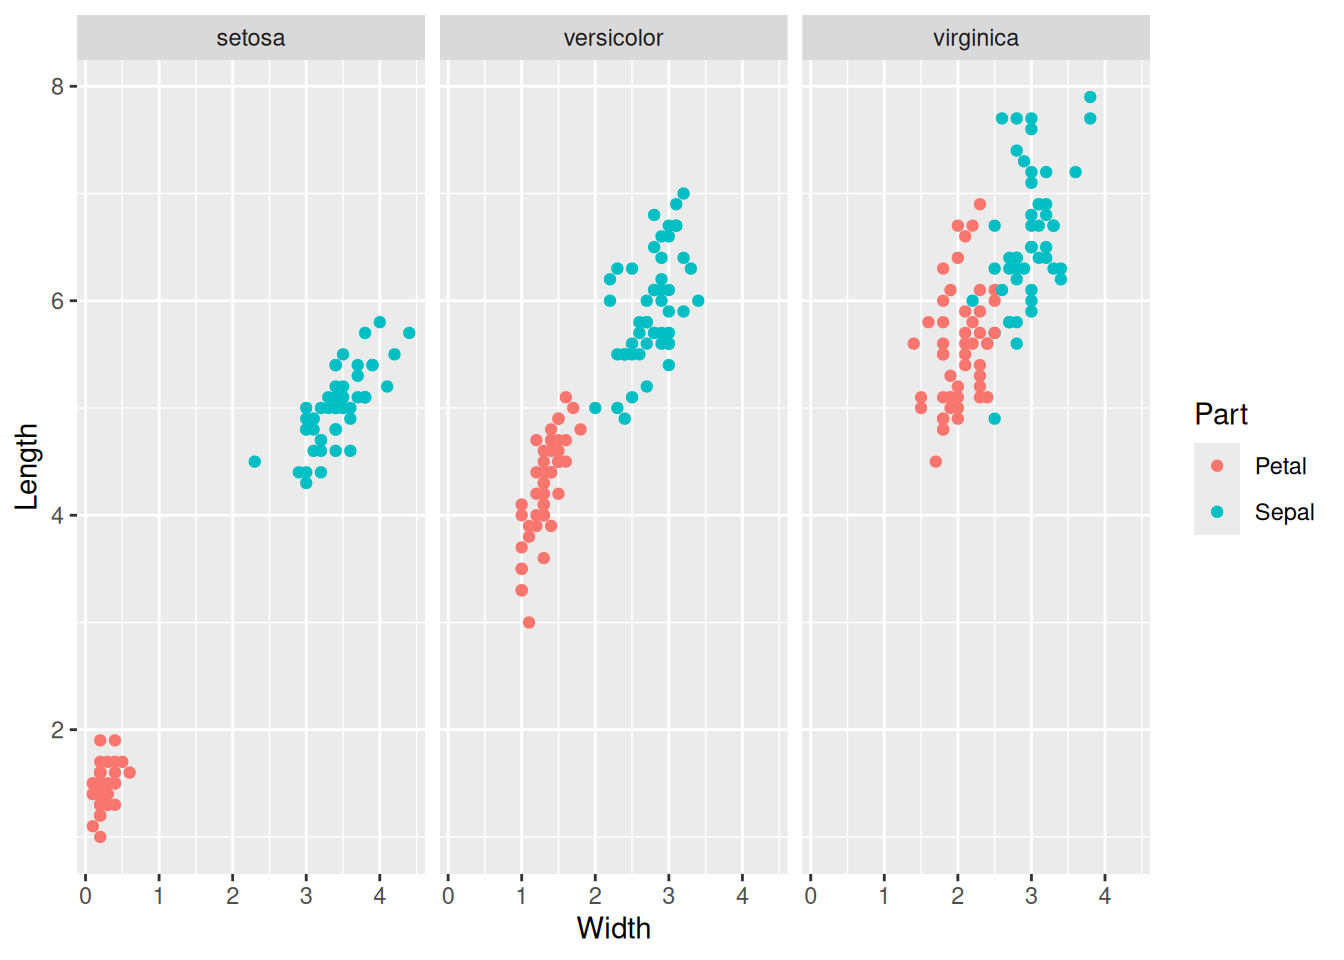 setosa
versicolor
virginica
8
6
4
2
Length
0 1 2 3 4
0 1 2 3 4
0 1 2 3 4
Width
Part
Petal
Sepal